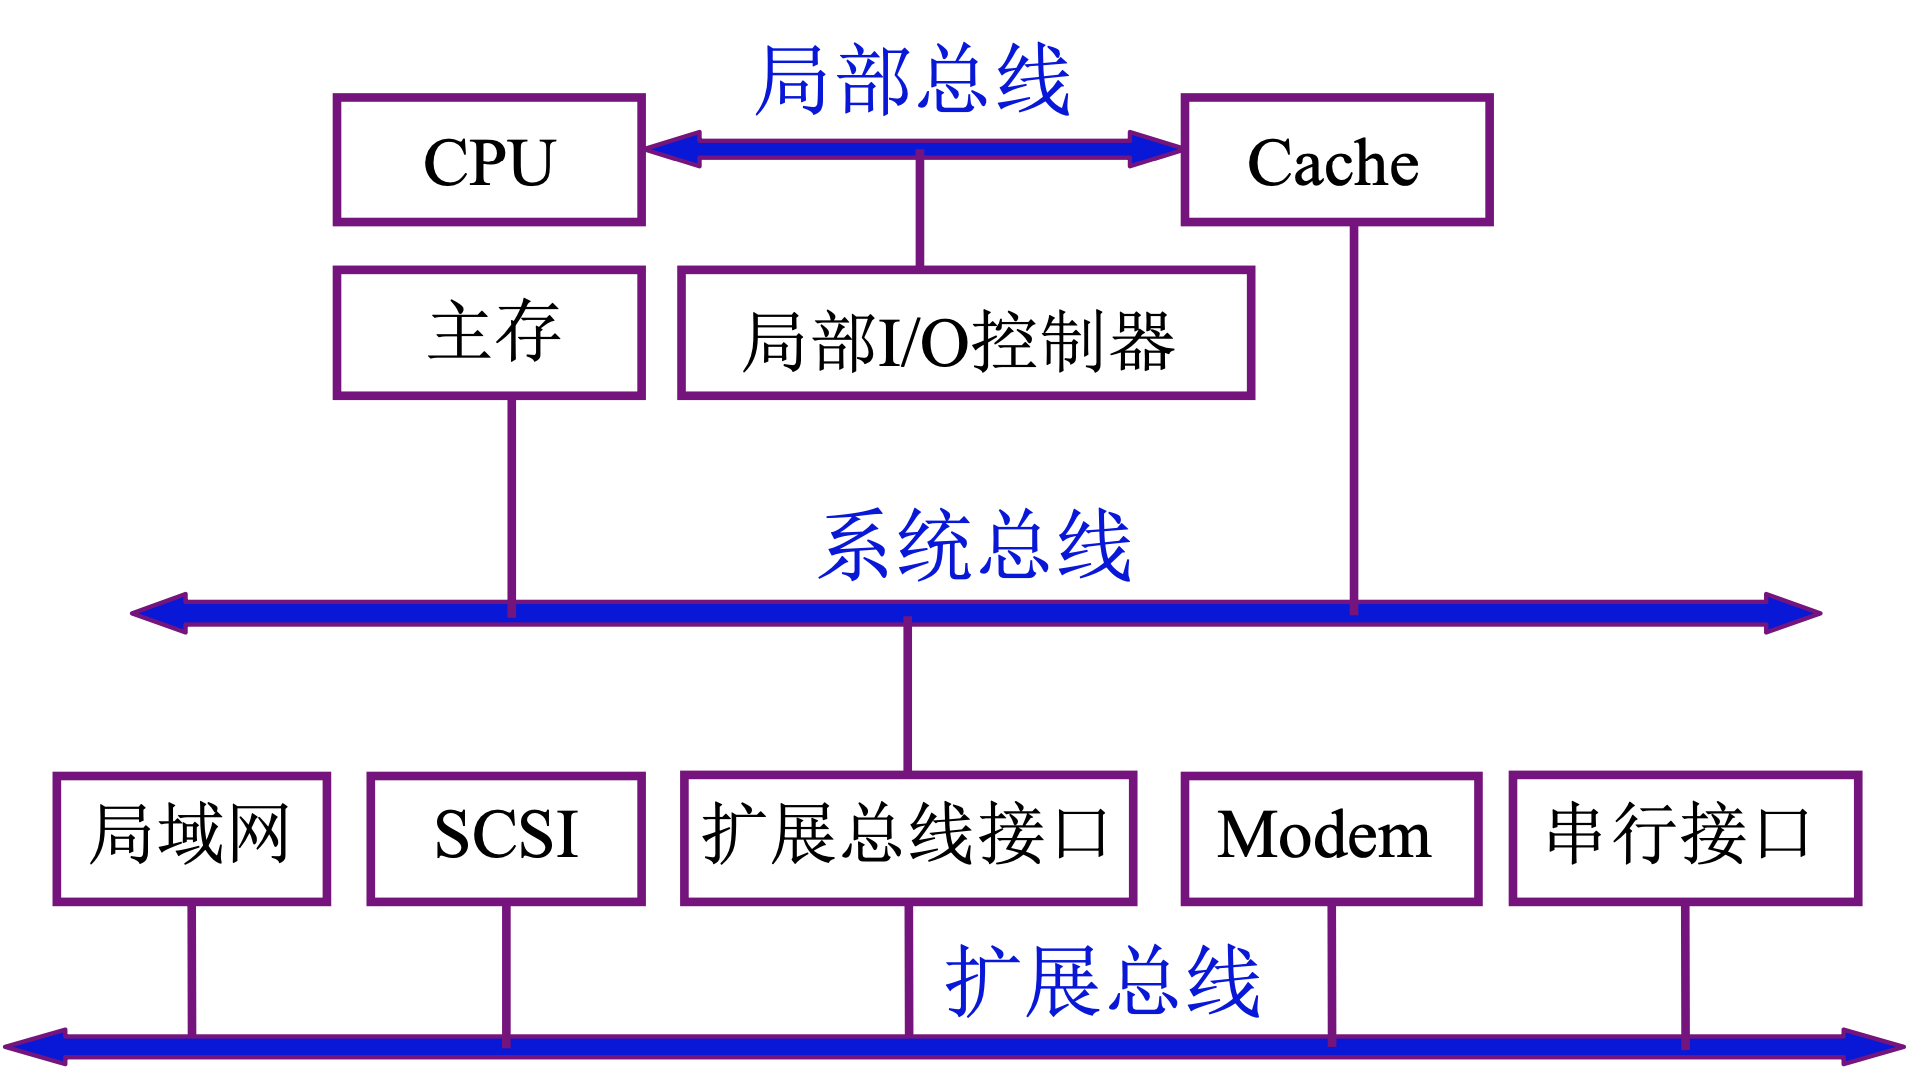 局部总线
CPU
Cache
主存
局部I/O控制器
系统总线
局域网
SCSI
扩展总线接口
Modem
串行接口
扩展总线